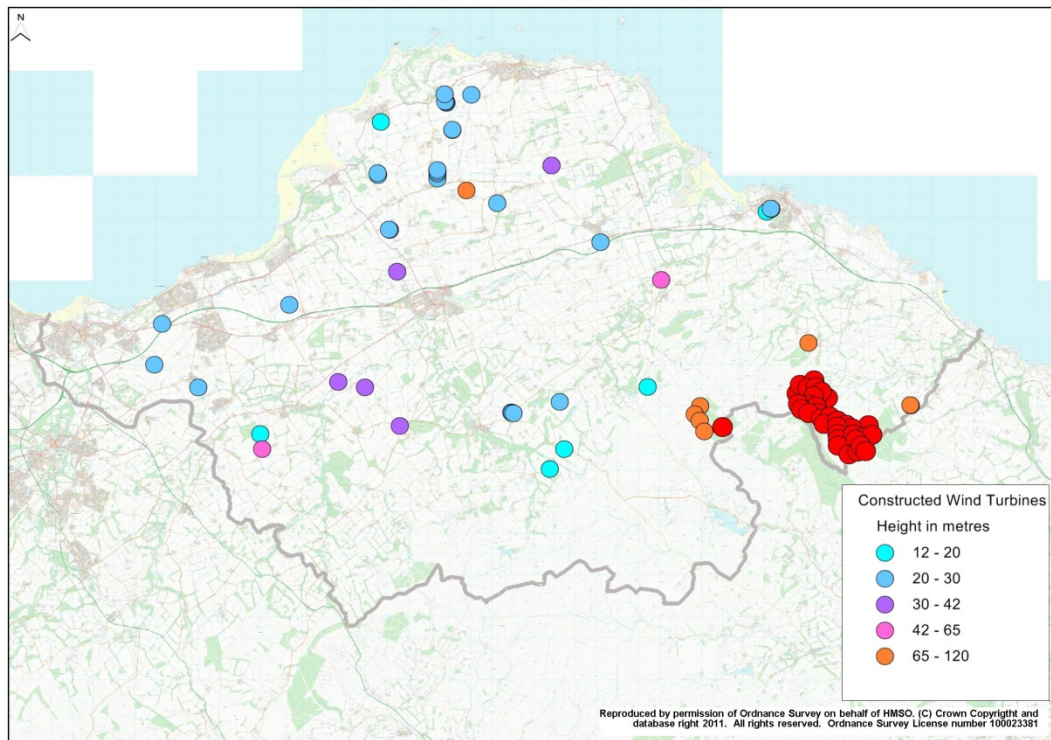 N
Constructed Wind Turbines
Height in metres
12 - 20
20 - 30
30 - 42
42 - 65
65 - 120
Reproduced by permission of Ordnance Survey on behalf of HMSO. (C) Crown Copyrigtht and
database right 2011. All rights reserved. Ordnance Survey License number 100023381